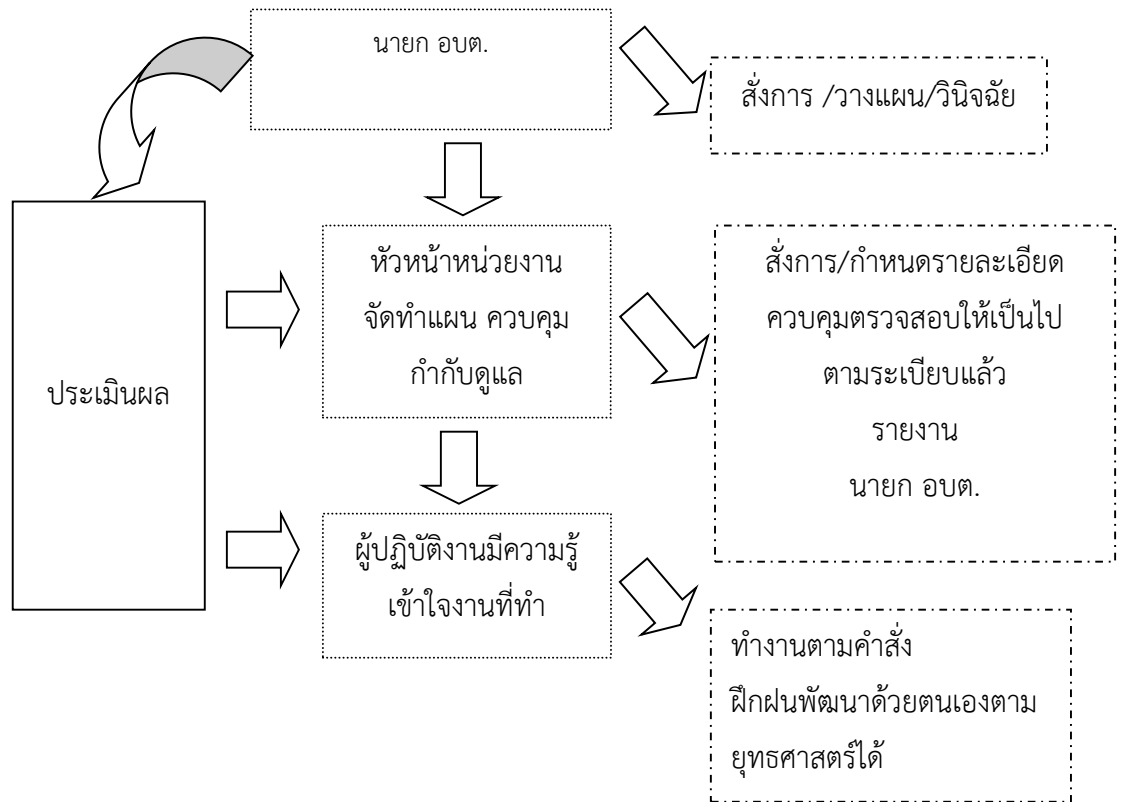 นายก อบต.
สั่งการ /วางแผน/วินิจฉัย
ประเมินผล
หัวหน้าหน่วยงาน
จัดทำแผน ควบคุม
กำกับดูแล
สั่งการ/กำหนดรายละเอียด
ควบคุมตรวจสอบให้เป็นไป
ตามระเบียบแล้ว
รายงาน
นายก อบต.
ผู้ปฏิบัติงานมีความรู้
เข้าใจงานที่ทำ
ทำงานตามคำสั่ง
ฝึกฝนพัฒนาด้วยตนเองตาม
ยุทธศาสตร์ได้